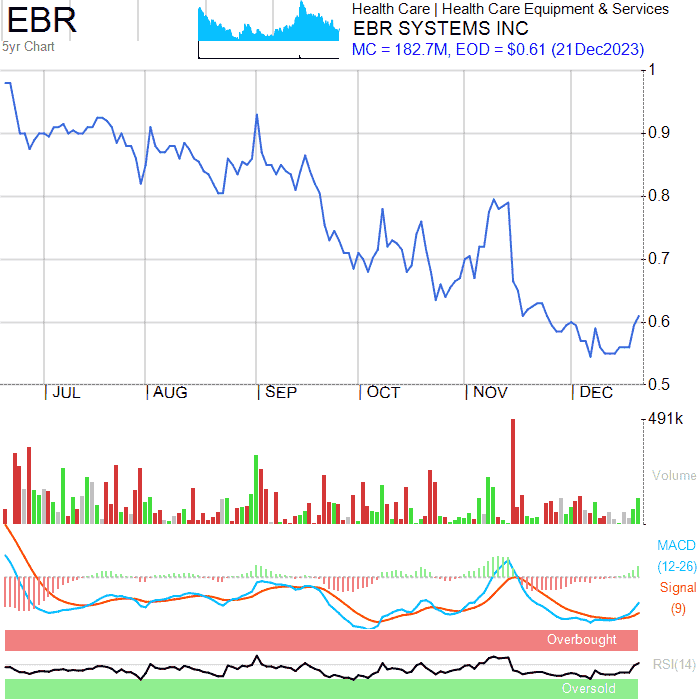 EBR
5yr Chart
Health Care | Health Care Equipment & Services
EBR SYSTEMS INC
MC = 182.7M, EOD = $0.61 (21Dec2023)
1
0.9
0.8
0.7
0.6
0.5
JUL
AUG
SEP
OCT
NOV
DEC
491k
Volume
MACD
(12-26)
Signal
(9)
Overbought
RSI(14)
Oversold